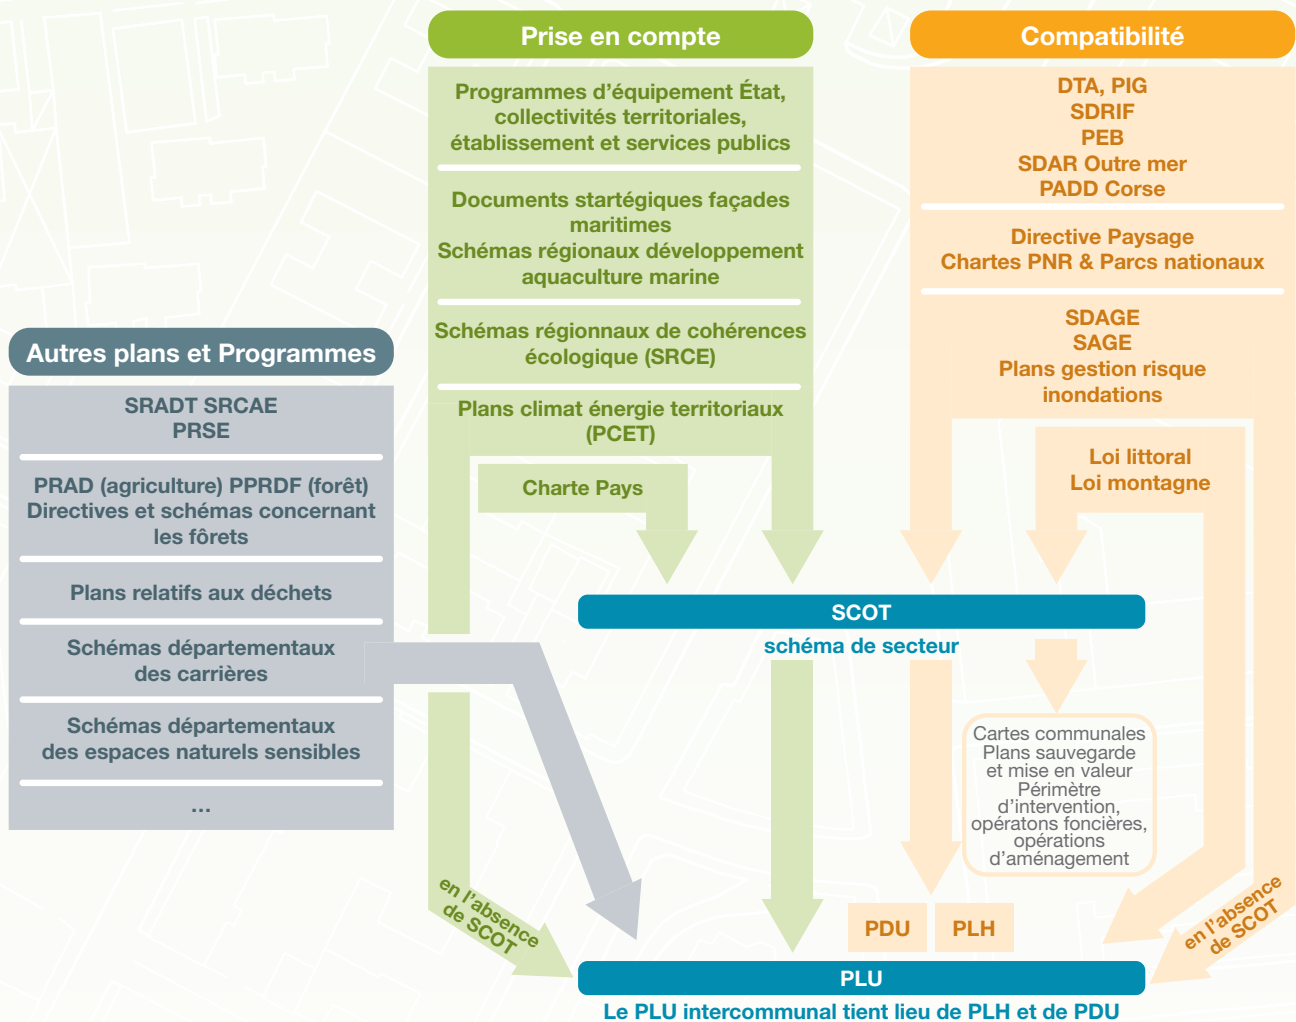 Prise en compte
Programmes d'équipement État,
collectivités territoriales,
établissement et services publics
Documents startégiques façades
maritimes
Schémas régionaux développement
aquaculture marine
Schémas régionnaux de cohérences
écologique (SRCE)
Plans climat énergie territoriaux
(PCET)
Charte Pays
Compatibilité
DTA, PIG
SDRIF
PEB
SDAR Outre mer
PADD Corse
Directive Paysage
Chartes PNR & Parcs nationaux
SDAGE
SAGE
Plans gestion risque
inondations
Loi littoral
Loi montagne
Autres plans et Programmes
SRADT SRCAE
PRSE
PRAD (agriculture) PPRDF (forêt)
Directives et schémas concernant
les fôrets
Plans relatifs aux déchets
Schémas départementaux
des carrières
Schémas départementaux
des espaces naturels sensibles
...
SCOT
schéma de secteur
Cartes communales
Plans sauvegarde
et mise en valeur
Périmètre
d'intervention,
opératons foncières,
opérations
d'aménagement
en l'absence
de SCOT
PDU
PLH
en l'absence
de SCOT
PLU
Le PLU intercommunal tient lieu de PLH et de PDU